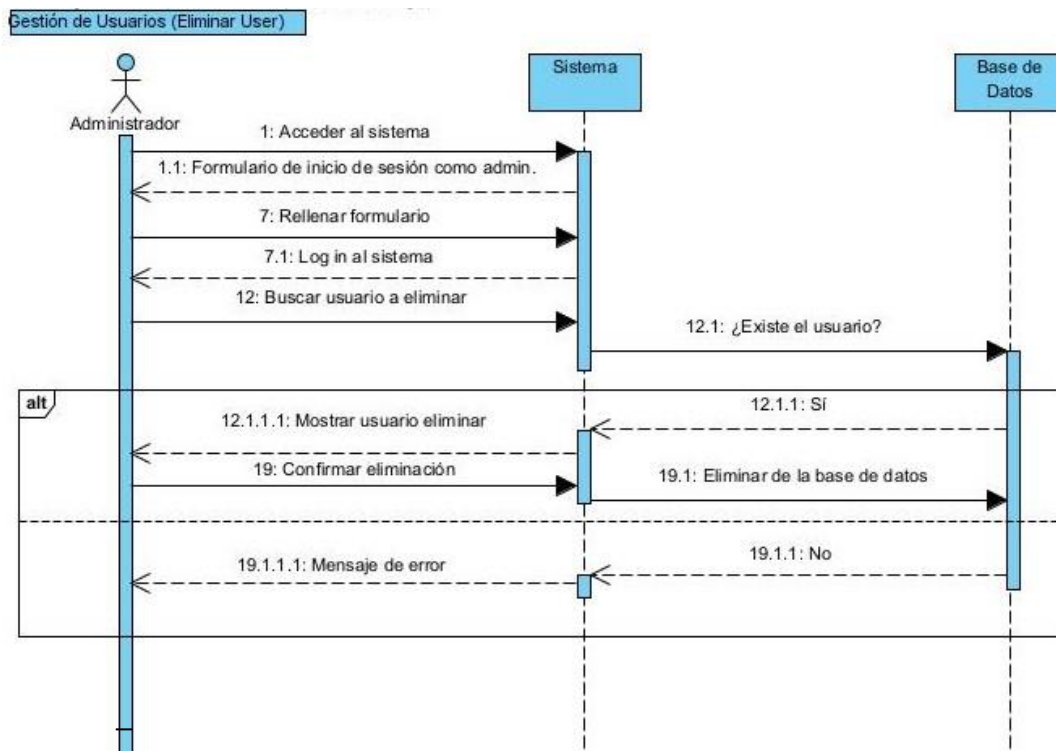 Gestión de Usuarios (Eliminar User)
Sistema
Base de
Datos
Administrador
1: Acceder al sistema
1.1: Formulario de inicio de sesión como admin.
7: Rellenar formulario
7.1: Log in al sistema
12: Buscar usuario a eliminar
12.1: ¿Existe el usuario?
alt
12.1.1: Sí
12.1.1.1: Mostrar usuario eliminar
19: Confirmar eliminación
19.1: Eliminar de la base de datos
19.1.1: No
19.1.1.1: Mensaje de error